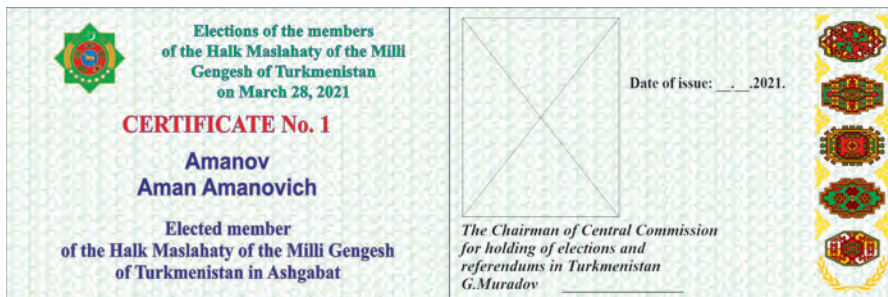 Elections of the members
of the Halk Maslahaty of the Milli
Gengesh of Turkmenistan
on March 28, 2021
CERTIFICATE No. 1
Amanov
Aman Amanovich
Elected member
of the Halk Maslahaty of the Milli Gengesh
of Turkmenistan in Ashgabat
Date of issue: __.__.2021.
The Chairman of Central Commission
for holding of elections and
referendums in Turkmenistan
G.Muradov ____________